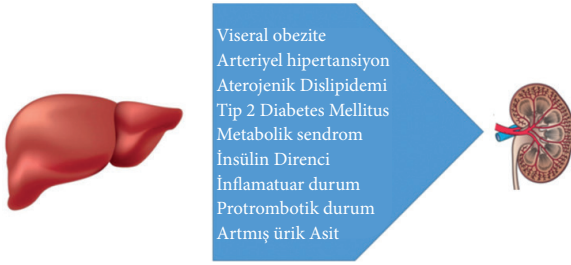 Viseral obezite
Arteriyel hipertansiyon
Aterojenik Dislipidemi
Tip 2 Diabetes Mellitus
Metabolik sendrom
İnsülin Direnci
İnflamatuar durum
Protrombotik durum
Artmış ürik Asit